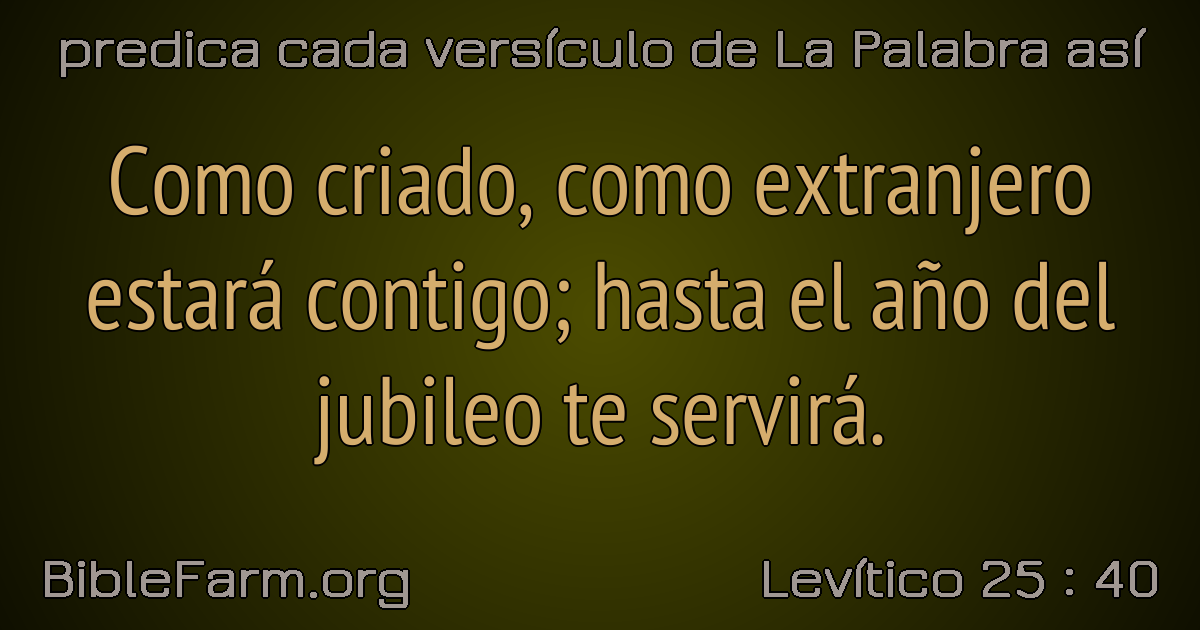 predica cada versículo de La Palabra así
Como criado, como extranjero
estará contigo; hasta el año del
jubileo te servirá.
BibleFarm.org
Levítico 25 : 40